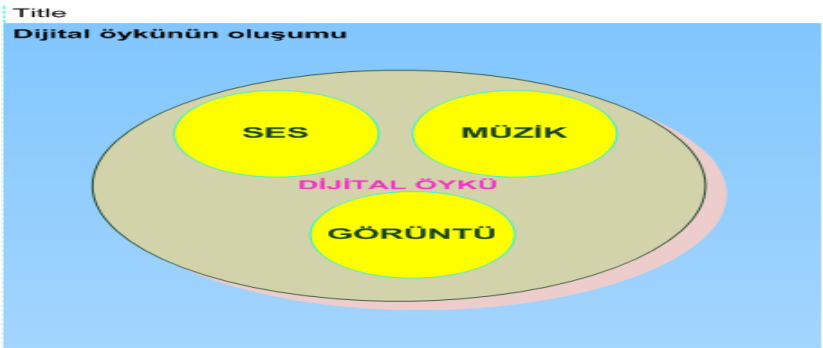 Title
Dijital öykünün oluşumu
SES
MÜZİK
DİJİTAL ÖYKÜ
GÖRÜNTÜ